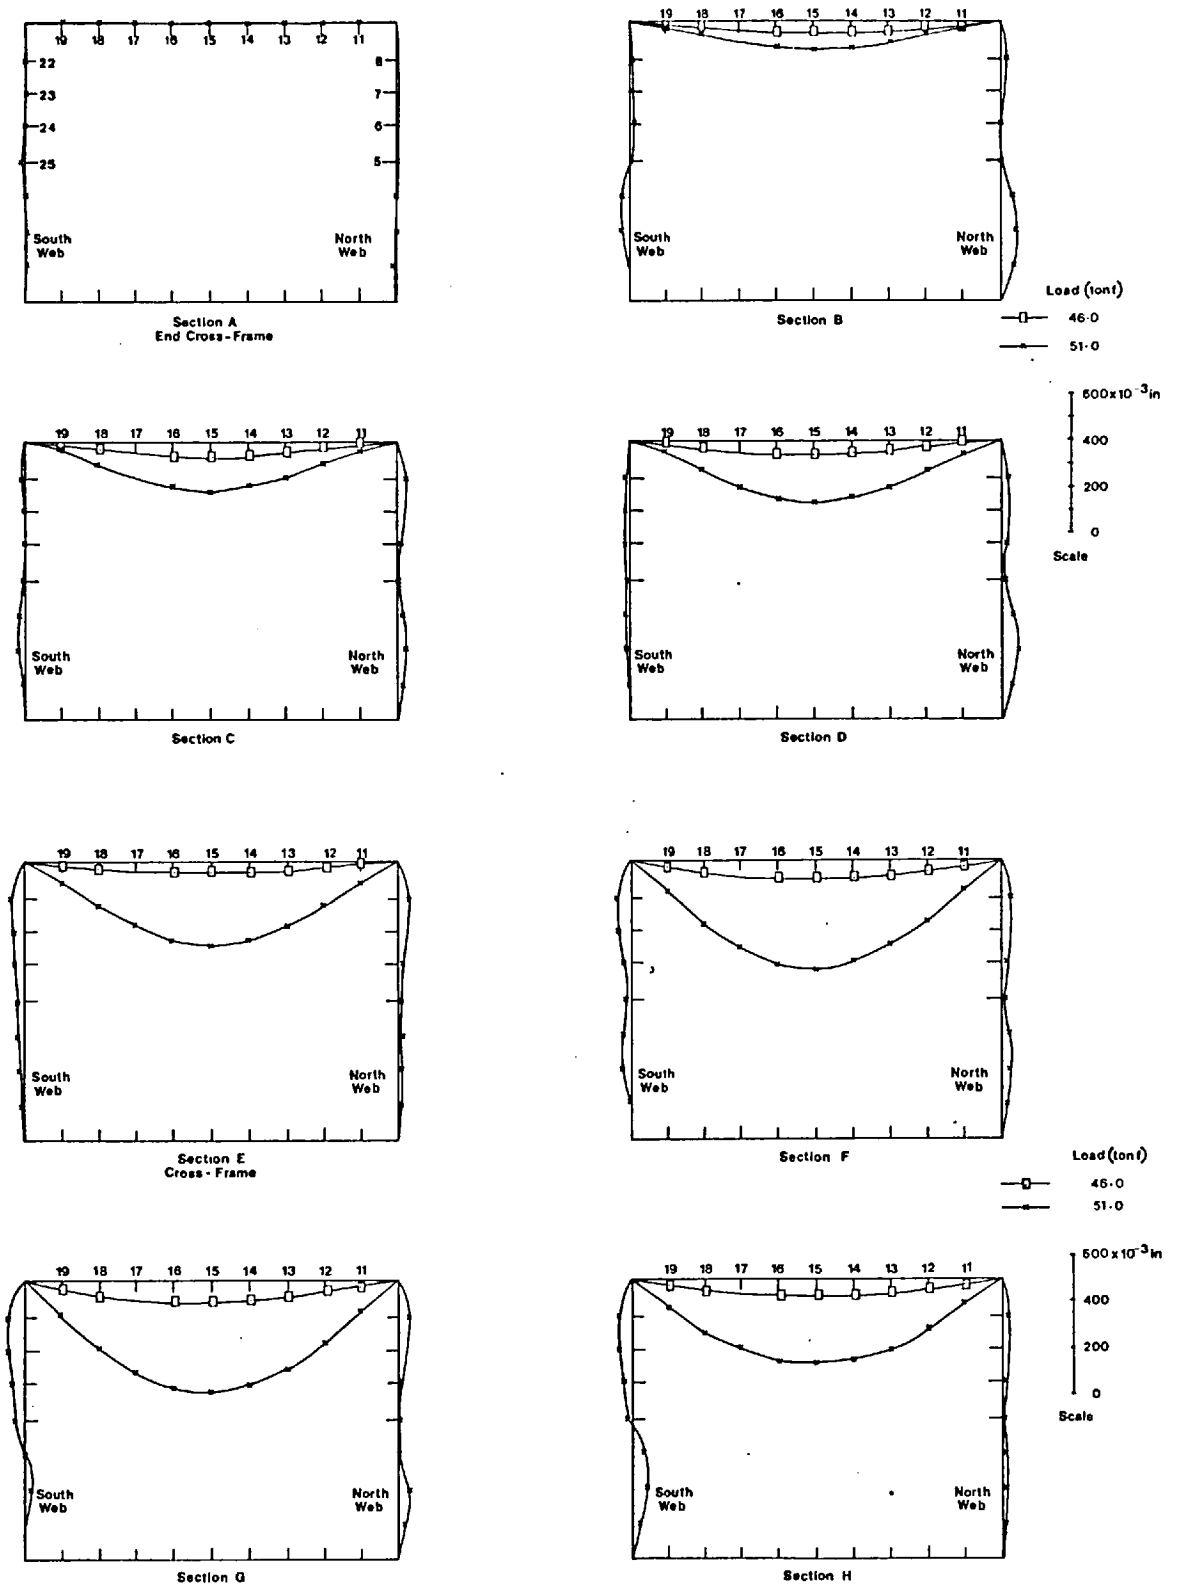 19 18 17 16 15 14 13 12 11
22
23
24
25
8
7
6
5
South
Web
North
Web
Section A
End Cross-Frame
19 18 17 16 15 14 13 12 11
South
Web
North
Web
Section B
Load (tonf)
46·0
51·0
19 18 17 16 15 14 13 12 11
South
Web
North
Web
Section C
19 18 17 16 15 14 13 12 11
South
Web
North
Web
Section D
600x10-3in
400
200
0
Scale
19 18 17 16 15 14 13 12 11
South
Web
North
Web
Section E
Cross-Frame
19 18 17 16 15 14 13 12 11
South
Web
North
Web
Section F
Load (tonf)
46·0
51·0
19 18 17 16 15 14 13 12 11
South
Web
North
Web
Section G
19 18 17 16 15 14 13 12 11
South
Web
North
Web
Section H
600x10-3in
400
200
0
Scale